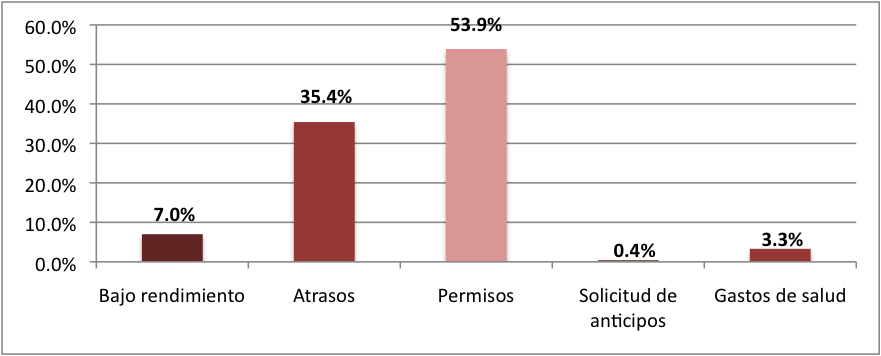 60.0%
50.0%
40.0%
30.0%
20.0%
10.0%
0.0%
7.0%
35.4%
53.9%
0.4%
3.3%
Bajo rendimiento
Atrasos
Permisos
Solicitud de
anticipos
Gastos de salud